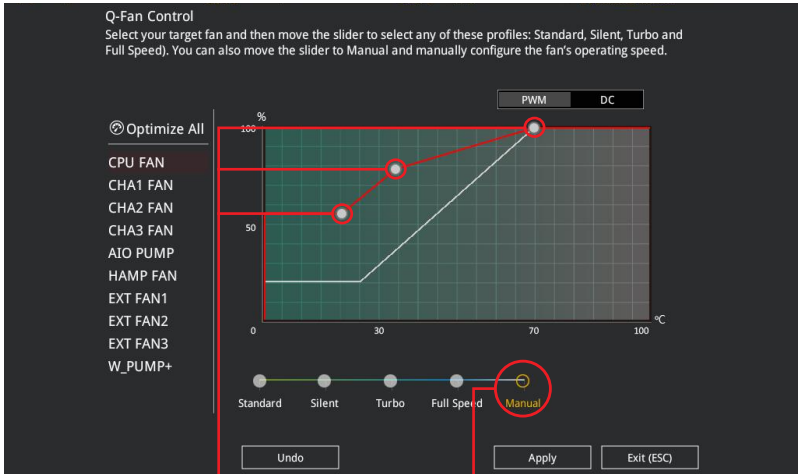 Q-Fan Control
Select your target fan and then move the slider to select any of these profiles: Standard, Silent, Turbo and
Full Speed). You can also move the slider to Manual and manually configure the fan's operating speed.
PWM DC
Optimize All
CPU FAN
CHA1 FAN
CHA2 FAN
CHA3 FAN
AIO PUMP
HAMP FAN
EXT FAN1
EXT FAN2
EXT FAN3
W_PUMP+
%
100
50
0 30 70 100
ºC
Standard Silent Turbo Full Speed Manual
Undo Apply Exit (ESC)